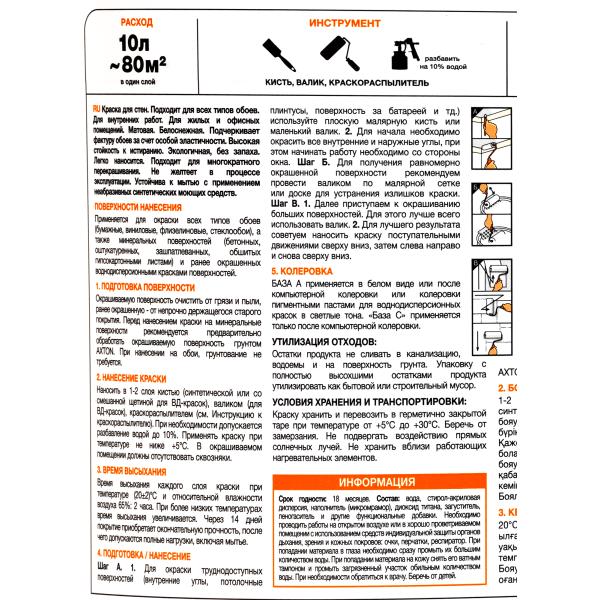 РАСХОД
10л
~80м²
в один слой
ИНСТРУМЕНТ
разбавить
на 10% водой
КИСТЬ, ВАЛИК, КРАСКОРАСПЫЛИТЕЛЬ
RU Краска для стен. Подходит для всех типов обоев.
Для внутренних работ. Для жилых и офисных
помещений. Матовая. Белоснежная. Подчеркивает
фактуру обоев за счет особой эластичности. Высокая
стойкость к истиранию. Экологичная, без запаха.
Легко наносится. Подходит для многократного
перекрашивания. Не желтеет в процессе
эксплуатации. Устойчива к мытью с применением
неабразивных синтетических моющих средств.
ПОВЕРХНОСТИ НАНЕСЕНИЯ
Применяется для окраски всех типов обоев
(бумажные, виниловые, флизелиновые, стеклообои), а
также минеральных поверхностей (бетонных,
оштукатуренных, зашпатлеванных, обшитых
гипсокартонными листами) и ранее окрашенных
воднодисперсионными красками поверхностей.
1. ПОДГОТОВКА ПОВЕРХНОСТИ
Окрашиваемую поверхность очистить от грязи и пыли,
ранее окрашенную - от непрочно держащегося старого
покрытия. Перед нанесением краски на минеральные
поверхности рекомендуется предварительно
обработать окрашиваемую поверхность грунтом
AXTON. При нанесении на обои, грунтование не
требуется.
2. НАНЕСЕНИЕ КРАСКИ
Наносить в 1-2 слоя кистью (синтетической или со
смешанной щетиной для ВД-красок), валиком (для
ВД-красок), краскораспылителем (см. Инструкцию к
краскораспылителю). При необходимости допускается
разбавление водой до 10%. Применять краску при
температуре не ниже +5°С. В окрашиваемом
помещении должны отсутствовать сквозняки.
3. ВРЕМЯ ВЫСЫХАНИЯ
Время высыхания каждого слоя краски при
температуре (20±2)°С и относительной влажности
воздуха 65%: 2 часа. При более низких температурах
время высыхания увеличивается. Через 14 дней
покрытие приобретает окончательную прочность, после
чего допускаются полные нагрузки, включая мытье.
4. ПОДГОТОВКА / НАНЕСЕНИЕ
Шаг А. 1. Для окраски труднодоступных
поверхностей (внутренние углы, потолочные
плинтусы, поверхность за батареей и тд.)
используйте плоскую малярную кисть или
маленький валик. 2. Для начала необходимо
окрасить все внутренние и наружные углы, при
этом начинать работу необходимо со стороны
окна. Шаг Б. Для получения равномерно
окрашенной поверхности рекомендуем
провести валиком по малярной сетке
или доске для устранения излишков краски.
Шаг В. 1. Далее приступаем к окрашиванию
больших поверхностей. Для этого лучше всего
использовать валик. 2. Для лучшего результата
советуем наносить краску поступательными
движениями сверху вниз, затем слева направо
и снова сверху вниз.
5. КОЛЕРОВКА
БАЗА А применяется в белом виде или после
компьютерной колеровки или колеровки
пигментными пастами для воднодисперсионных
красок в светлые тона. «База С» применяется
только после компьютерной колеровки.
УТИЛИЗАЦИЯ ОТХОДОВ:
Остатки продукта не сливать в канализацию,
водоемы и на поверхность грунта. Упаковку с
полностью высохшими остатками продукта
утилизировать как бытовой или строительный мусор.
УСЛОВИЯ ХРАНЕНИЯ И ТРАНСПОРТИРОВКИ:
Краску хранить и перевозить в герметично закрытой
таре при температуре от +5°С до +30°С. Беречь от
замерзания. Не подвергать воздействию прямых
солнечных лучей. Не хранить вблизи работающих
нагревательных элементов.
ИНФОРМАЦИЯ
Срок годности: 18 месяцев. Состав: вода, стирол-акриловая
дисперсия, наполнитель (микромрамор), диоксид титана, загуститель,
пеногаситель и другие функциональные добавки. Необходимо
проводить работы на открытом воздухе или в хорошо проветриваемом
помещении с использованием средств индивидуальной защиты органов
дыхания, зрения и кожных покровов: очки, перчатки, респиратор. При
попадании материала в глаза необходимо сразу промыть их большим
количеством воды. При попадании материала на кожу снять его ватным
тампоном и промыть загрязненный участок обильным количеством
воды. При необходимости обратиться к врачу. Беречь от детей.
AXTON
2. БО
1-2
синт
бояу
бүрі
Қаж
бола
бояу
қаба
Боял
3. КЕ
20°С
ылға
уақы
темп
Бояу
оған